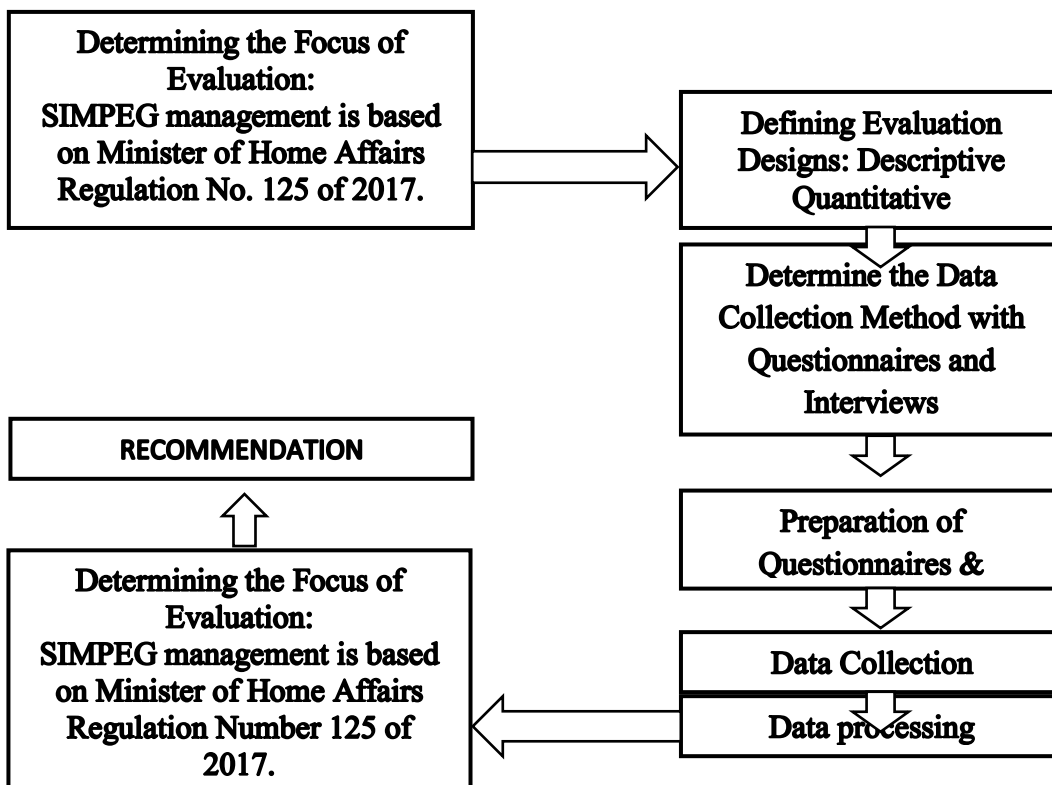 Determining the Focus of
Evaluation:
SIMPEG management is based
on Minister of Home Affairs
Regulation No. 125 of 2017.
Defining Evaluation
Designs: Descriptive
Quantitative
Determine the Data
Collection Method with
Questionnaires and
Interviews
Preparation of
Questionnaires &
Data Collection
Data processing
Determining the Focus of
Evaluation:
SIMPEG management is based
on Minister of Home Affairs
Regulation Number 125 of
2017.
RECOMMENDATION